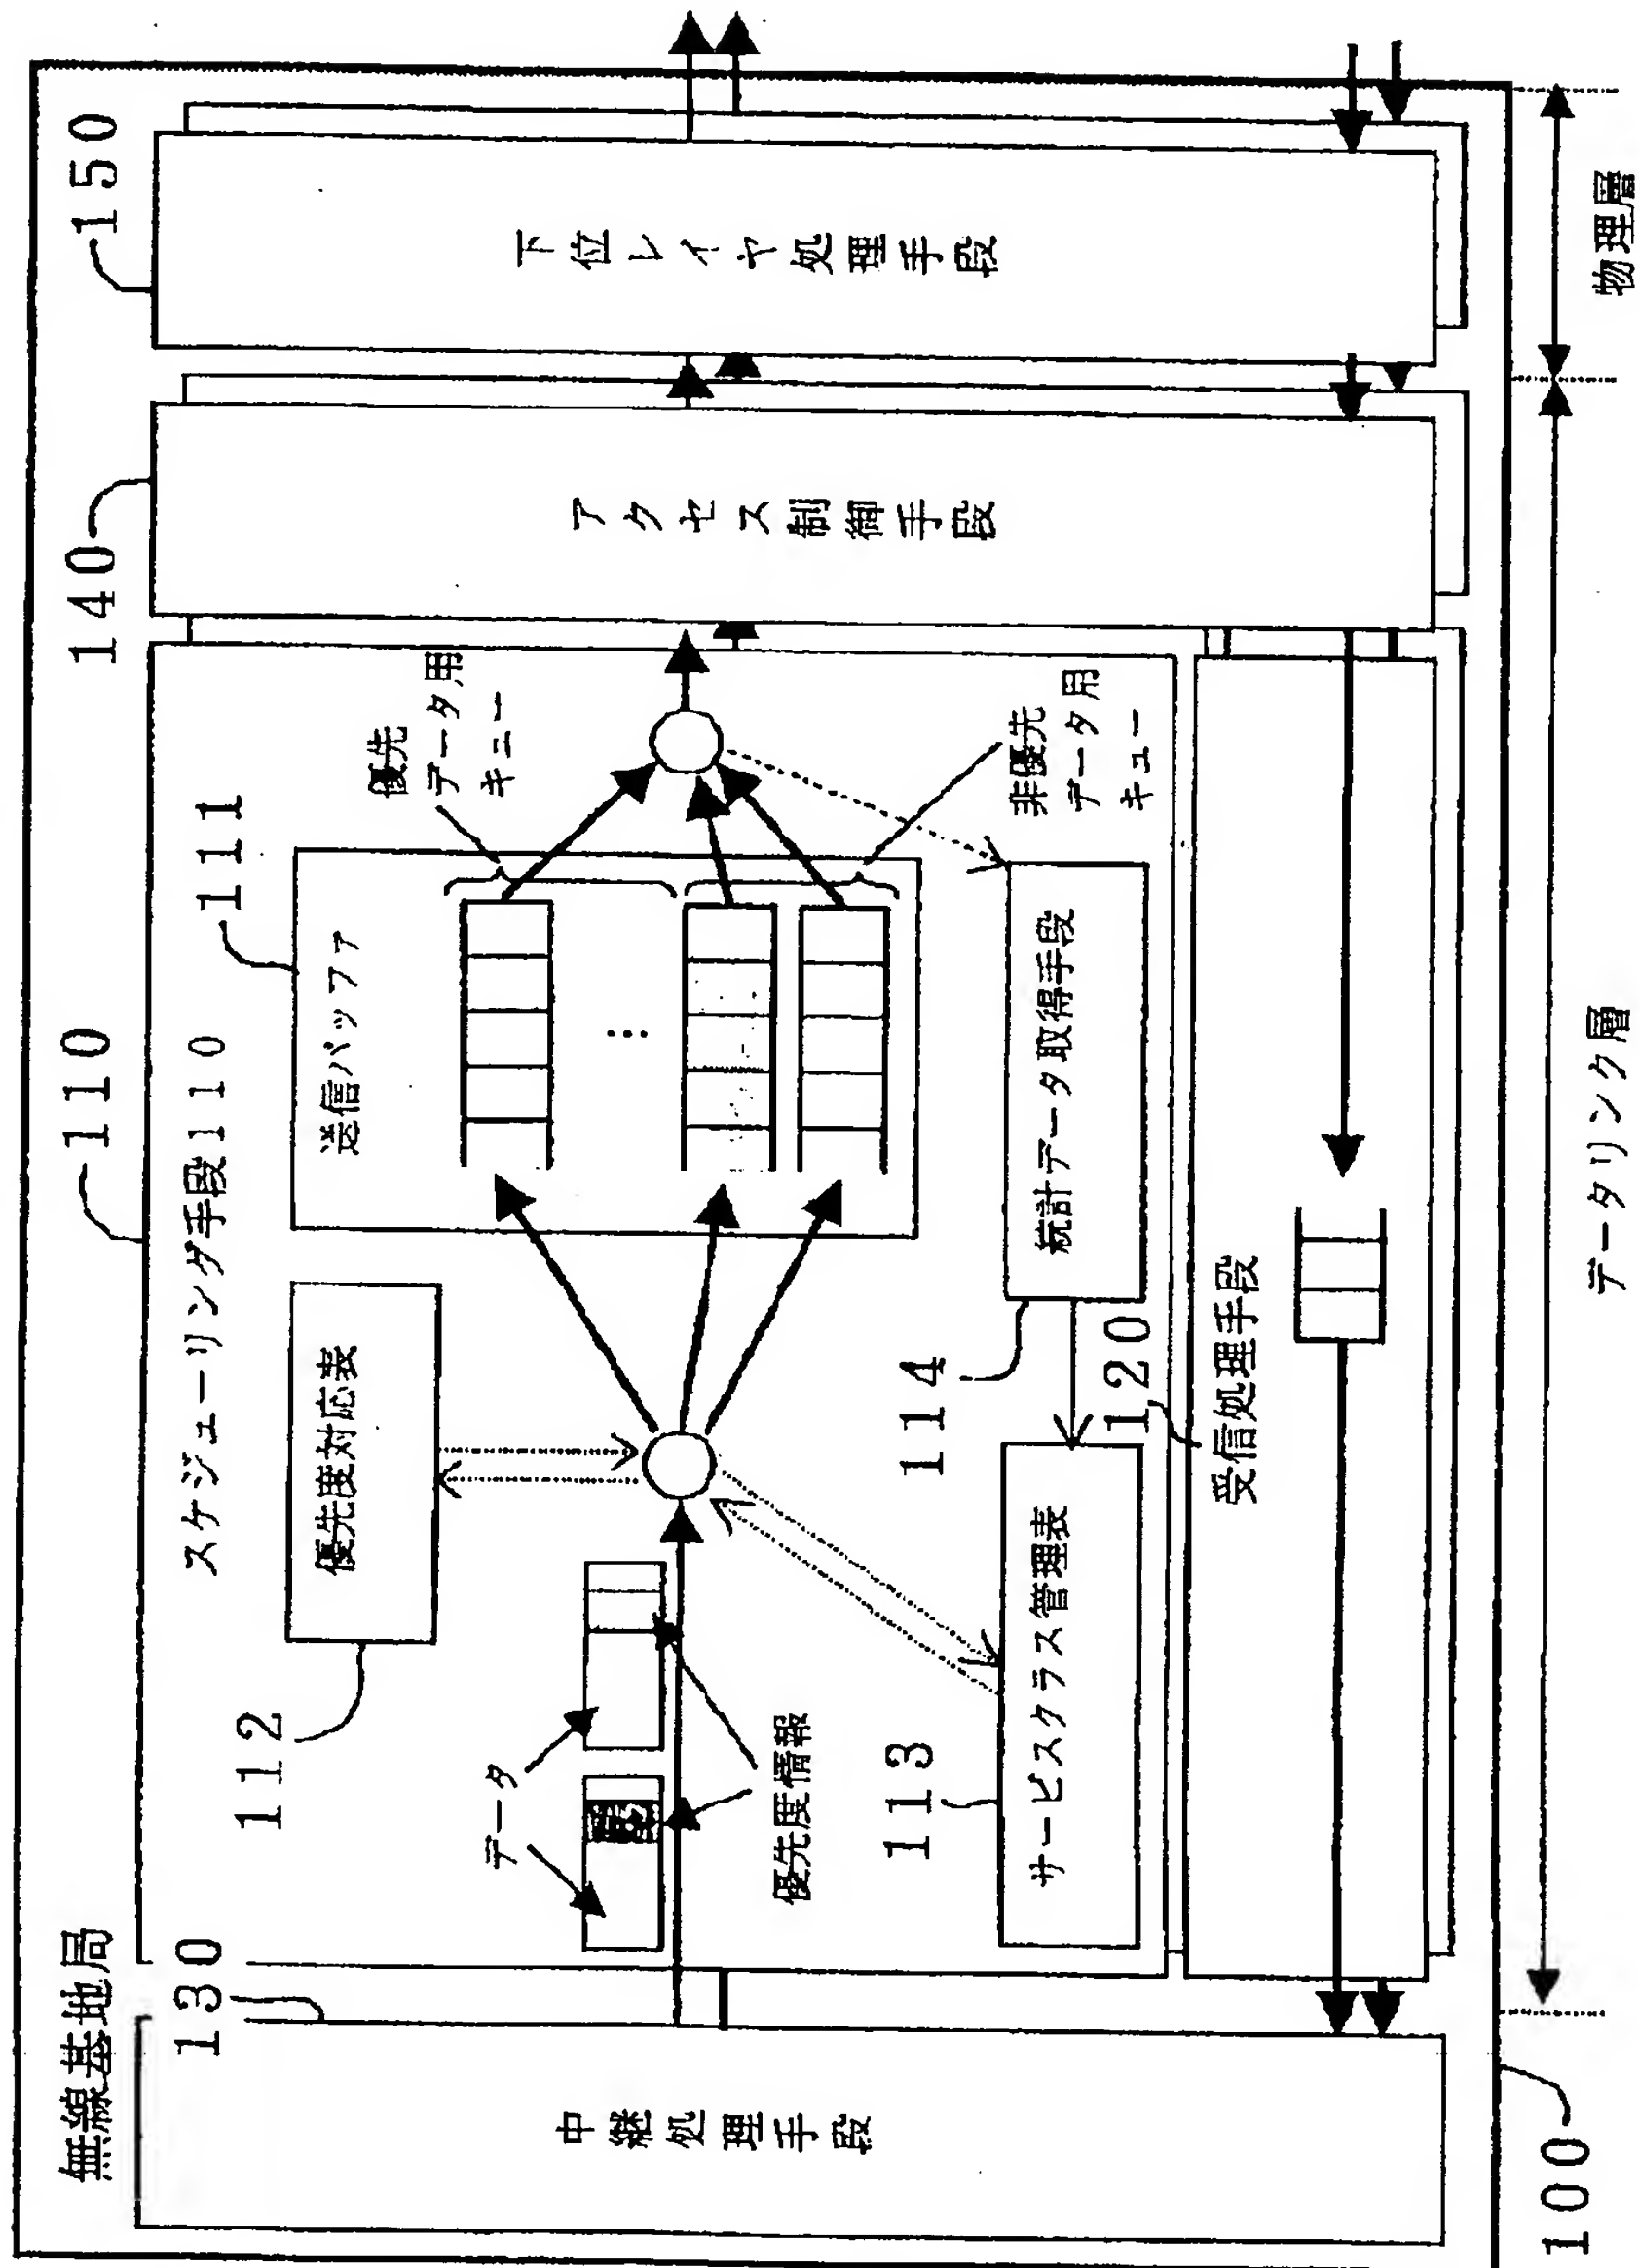 無線基地局
130
中継処理手段
110
スケジューリング手段110
112
優先度対応表
データ
優先度情報
113
サービスクラス管理表
111
送信バッファ
優先
データ用
キュー
非優先
データ用
キュー
114
統計データ取得手段
120
受信処理手段
140
アクセス制御手段
150
下位レイヤ処理手段
100
データリンク層
物理層